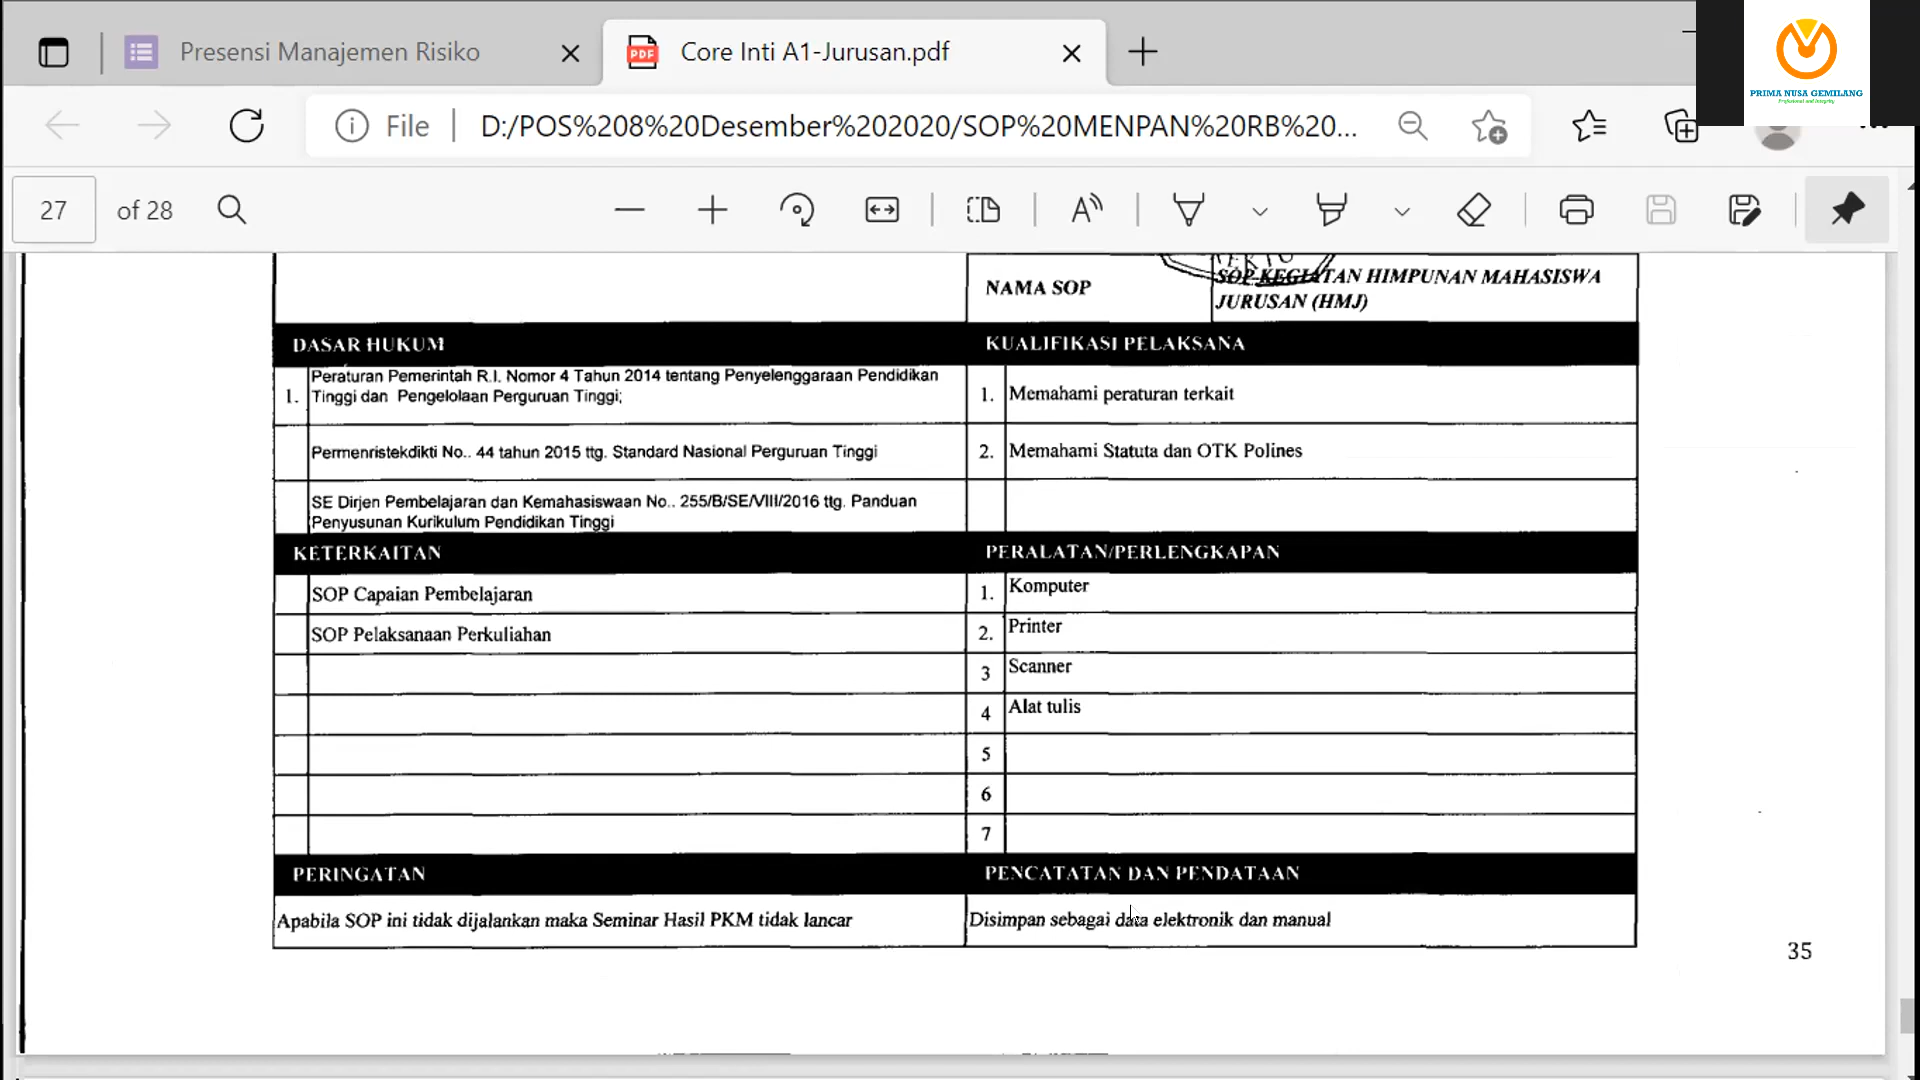 Presensi Manajemen Risiko
PDF
Core Inti A1-Jurusan.pdf
PRIMA NUSA GEMILANG
Profesional and Integrity
File
D:/POS%208%20Desember%202020/SOP%20MENPAN%20RB%20...
27 of 28
NAMA SOP
SOP KEGIATAN HIMPUNAN MAHASISWA
JURUSAN (HMJ)
DASAR HUKUM
KUALIFIKASI PELAKSANA
1. Peraturan Pemerintah R.I. Nomor 4 Tahun 2014 tentang Penyelenggaraan Pendidikan
Tinggi dan Pengelolaan Perguruan Tinggi;
1. Memahami peraturan terkait
Permenristekdikti No.. 44 tahun 2015 ttg. Standard Nasional Perguruan Tinggi
2. Memahami Statuta dan OTK Polines
SE Dirjen Pembelajaran dan Kemahasiswaan No.. 255/B/SE/VIII/2016 ttg. Panduan
Penyusunan Kurikulum Pendidikan Tinggi
KETERKAITAN
PERALATAN/PERLENGKAPAN
SOP Capaian Pembelajaran
1. Komputer
SOP Pelaksanaan Perkuliahan
2. Printer
3 Scanner
4 Alat tulis
5
6
7
PERINGATAN
PENCATATAN DAN PENDATAAN
Apabila SOP ini tidak dijalankan maka Seminar Hasil PKM tidak lancar
Disimpan sebagai data elektronik dan manual
35